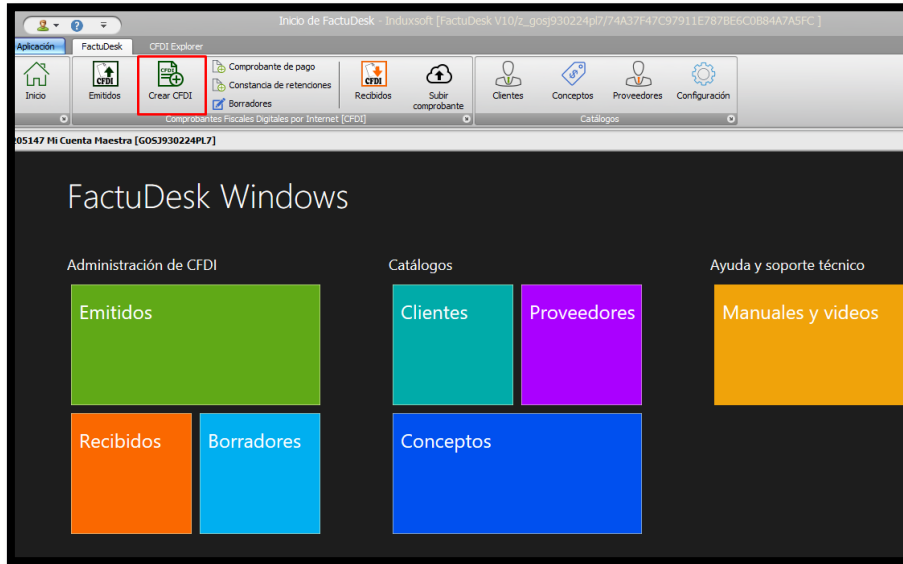 Inicio de FactuDesk - Induxsoft [FactuDesk V10/z_gosj930224pl7/74A37F47C97911E787BE6C0B84A7A5FC ]
Aplicación FactuDesk CFDI Explorer
Inicio
CFDI
Emitidos
CFDI
Crear CFDI
Comprobante de pago
Constancia de retenciones
Borradores
CFDI
Recibidos
Subir
comprobante
Clientes
Conceptos
Proveedores
Configuración
Comprobantes Fiscales Digitales por Internet [CFDI]
Catálogos
205147 Mi Cuenta Maestra [GOSJ930224PL7]
FactuDesk Windows
Administración de CFDI
Catálogos
Ayuda y soporte técnico
Emitidos
Clientes
Proveedores
Manuales y videos
Recibidos
Borradores
Conceptos